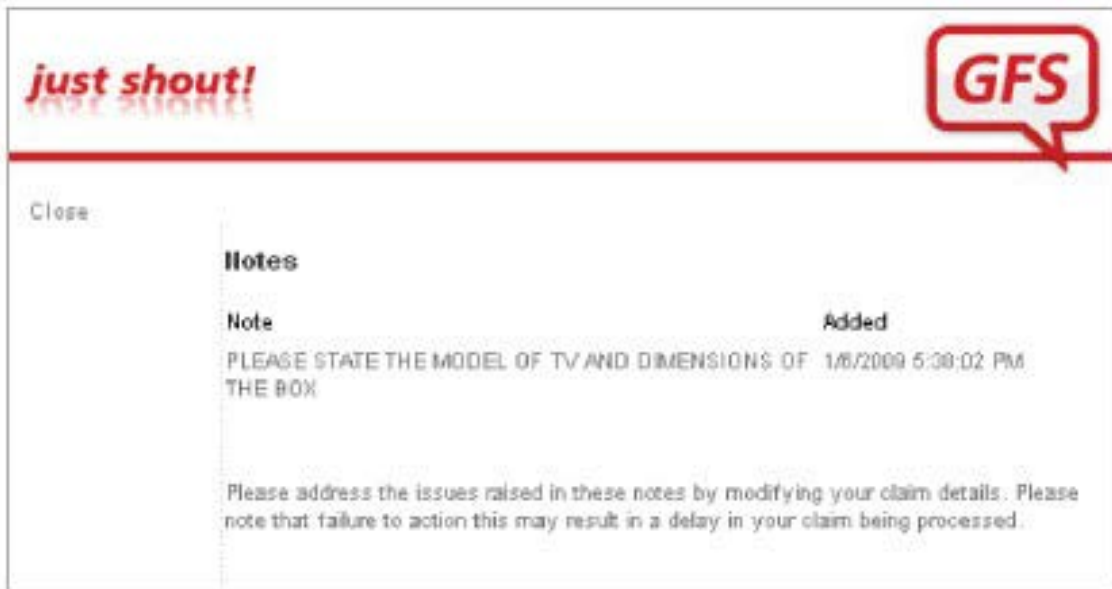 just shout!
GFS
Close
Notes
Note Added
PLEASE STATE THE MODEL OF TV AND DIMENSIONS OF 1/6/2009 5:38:02 PM
THE BOX
Please address the issues raised in these notes by modifying your claim details. Please
note that failure to action this may result in a delay in your claim being processed.